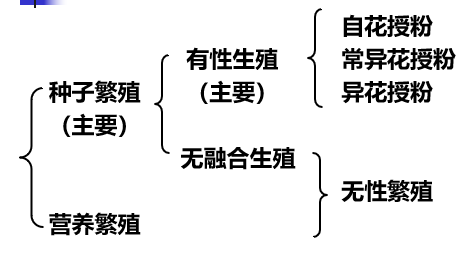 自花授粉
有性生殖
常异花授粉
种子繁殖
（主要）
异花授粉
（主要）
无融合生殖
无性繁殖
营养繁殖